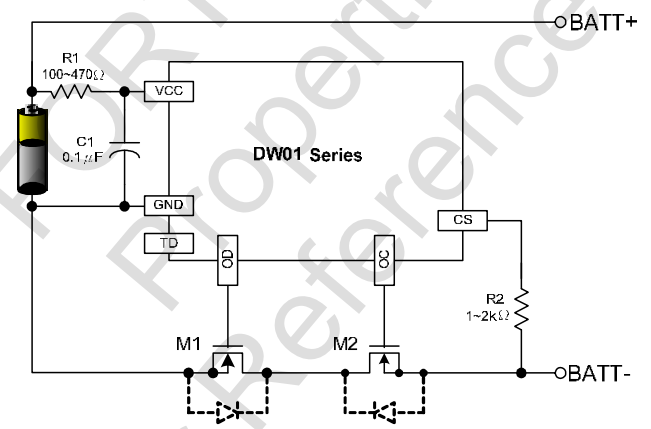 BATT+
R1
100~470Ω
VCC
C1
0.1μF
DW01 Series
GND
CS
TD
OD
OC
R2
1~2kΩ
M1
M2
BATT-
FOR
Properti
Reference